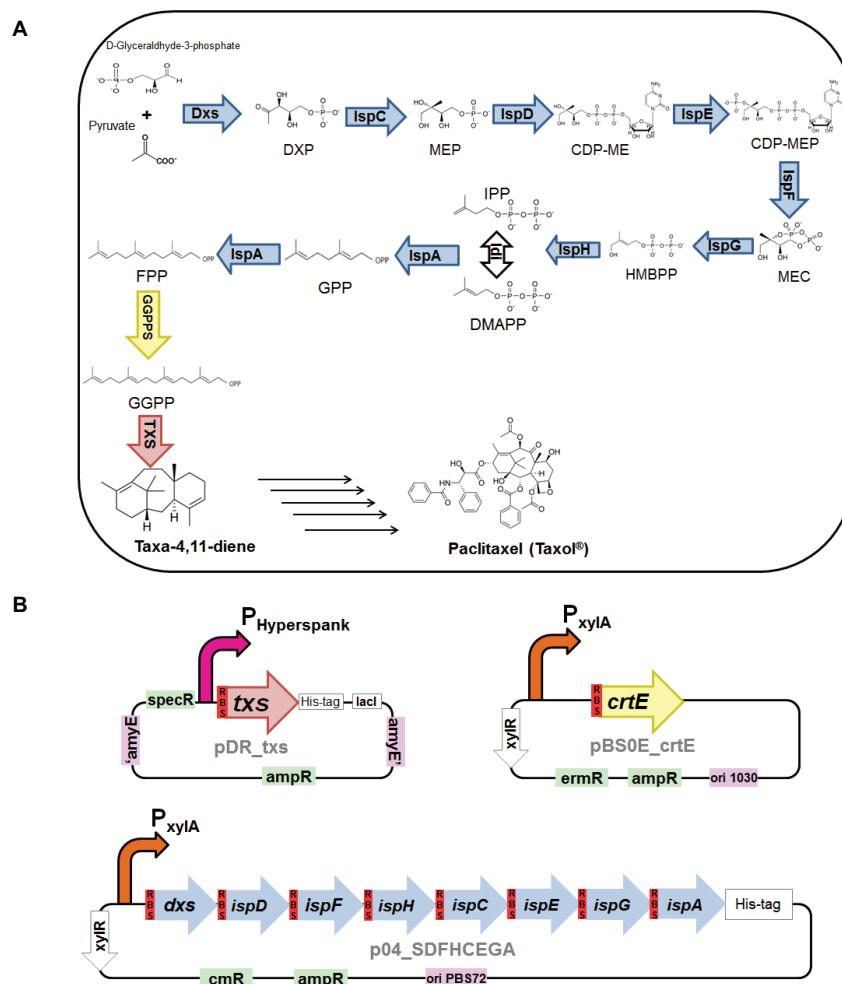 A
D-Glyceraldhyde-3-phosphate
+
Pyruvate
Dxs
DXP
IspC
MEP
IspD
CDP-ME
IspE
CDP-MEP
IspF
MEC
IspG
HMBPP
IspH
IPP
Idi
DMAPP
IspA
GPP
IspA
FPP
GGPPS
GGPP
TXS
Taxa-4,11-diene
Paclitaxel (Taxol®)
B
PHyperspank
specR
RBS
txs
His-tag
lacI
'amyE
amyE'
pDR_txs
ampR
PxylA
xylR
RBS
crtE
pBS0E_crtE
ermR
ampR
ori 1030
PxylA
xylR
RBS dxs RBS ispD RBS ispF RBS ispH RBS ispC RBS ispE RBS ispG RBS ispA His-tag
p04_SDFHCEGA
cmR
ampR
ori PBS72